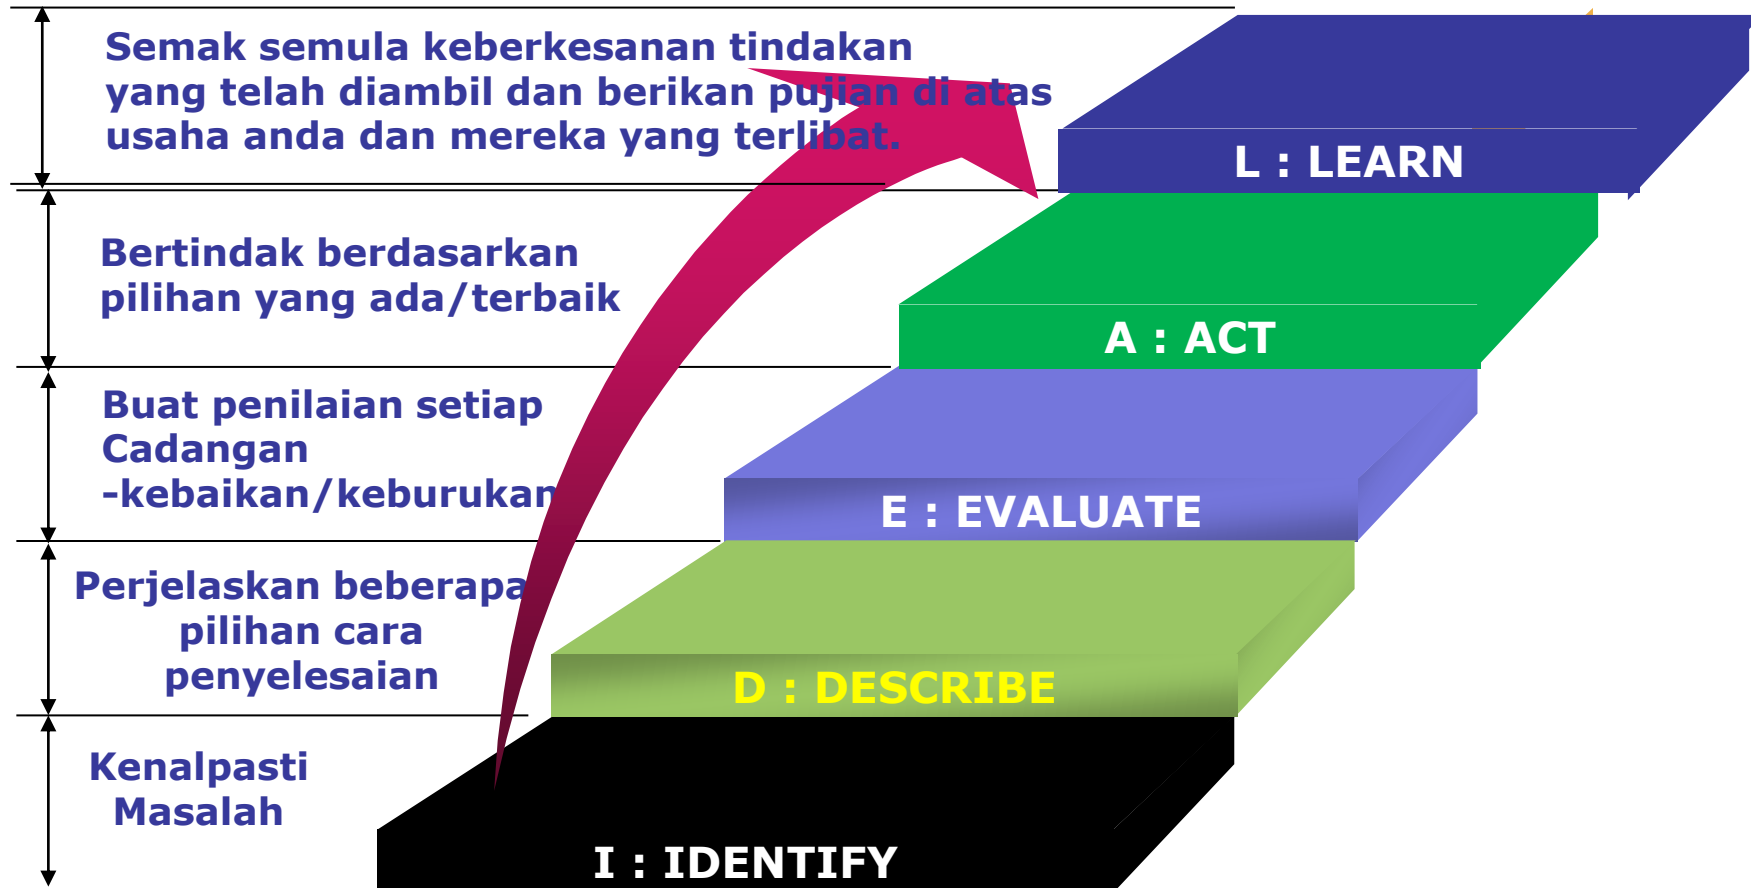 Semak semula keberkesanan tindakan
yang telah diambil dan berikan pujian di atas
usaha anda dan mereka yang terlibat.
L : LEARN
Bertindak berdasarkan
pilihan yang ada/terbaik
A : ACT
Buat penilaian setiap
Cadangan
-kebaikan/keburukan
E : EVALUATE
Perjelaskan beberapa
pilihan cara
penyelesaian
D : DESCRIBE
Kenalpasti
Masalah
I : IDENTIFY